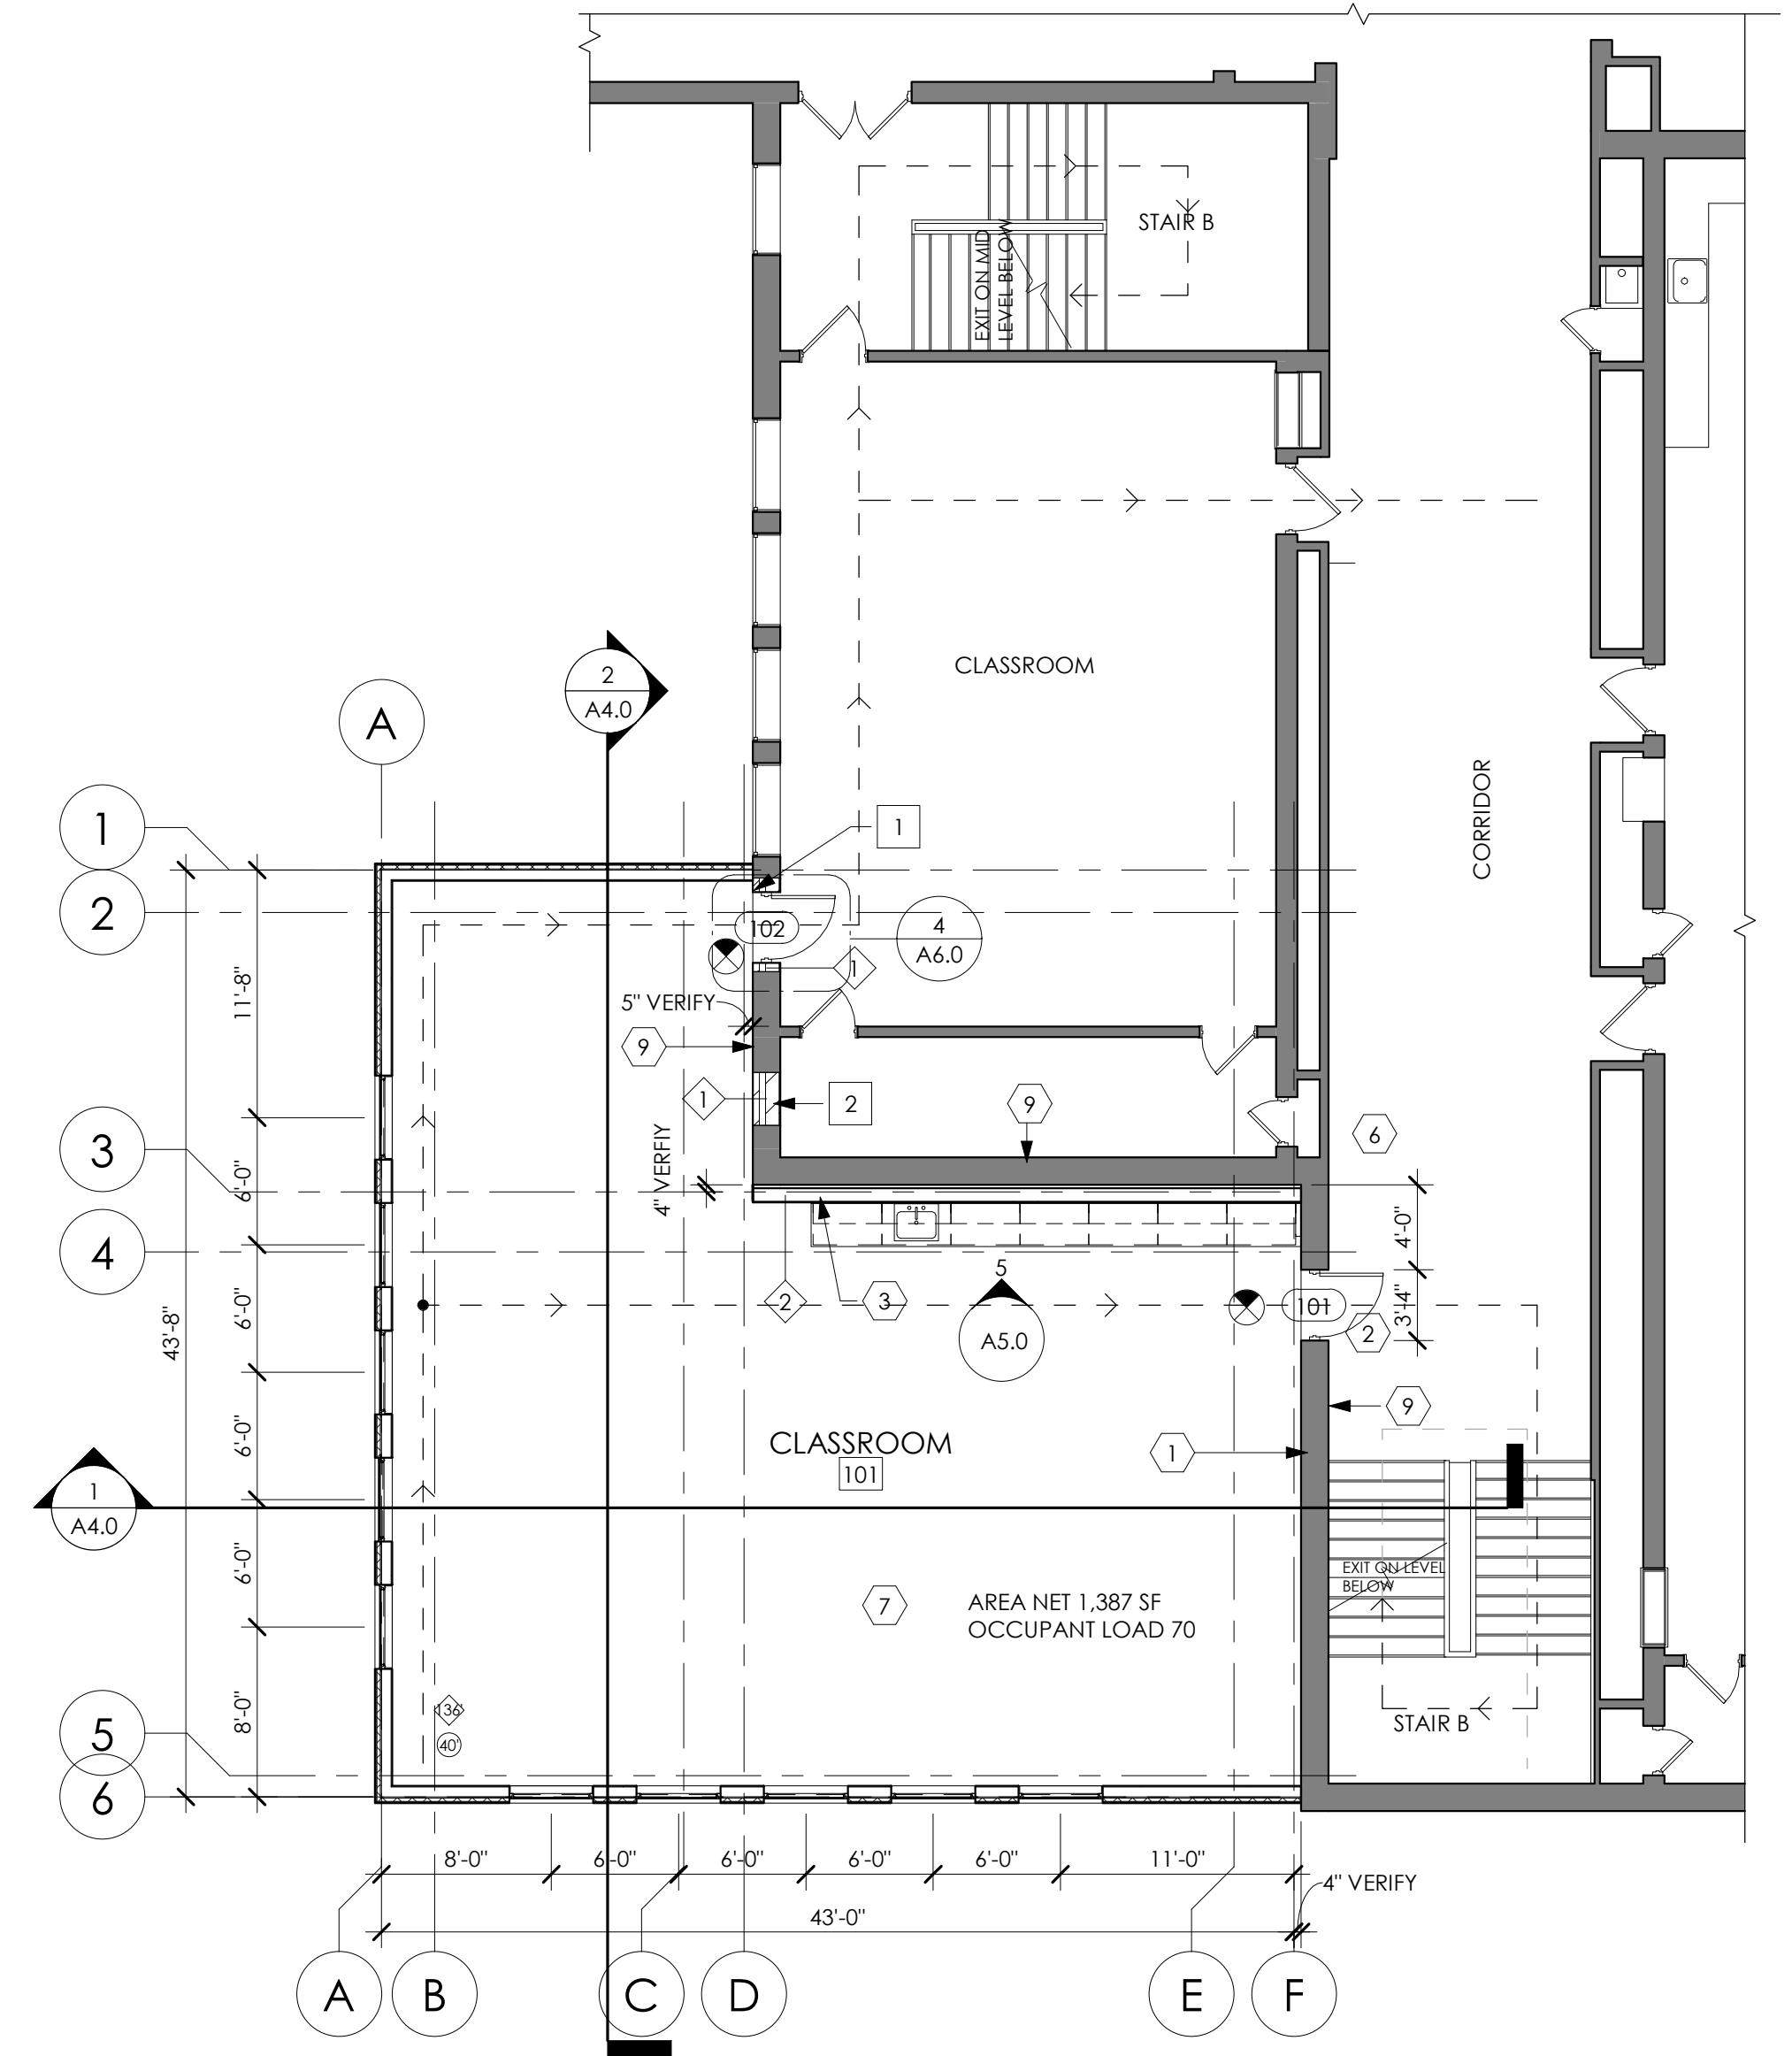 STAIR B
EXIT ON MID
LEVEL BELOW
CLASSROOM
2
A4.0
A
CORRIDOR
1
1
2
102
4
A6.0
1
11'-8"
5" VERIFY
9
1
2
9
6
3
6'-0"
4" VERFIY
4'-0"
4
6'-0"
43'-8"
2
3
5
A5.0
101
3'-4"
2
9
6'-0"
CLASSROOM
101
1
1
A4.0
6'-0"
EXIT ON LEVEL
BELOW
7
AREA NET 1,387 SF
OCCUPANT LOAD 70
8'-0"
136'
40'
STAIR B
5
6
8'-0"
6'-0"
6'-0"
6'-0"
6'-0"
11'-0"
4" VERIFY
43'-0"
A
B
C
D
E
F